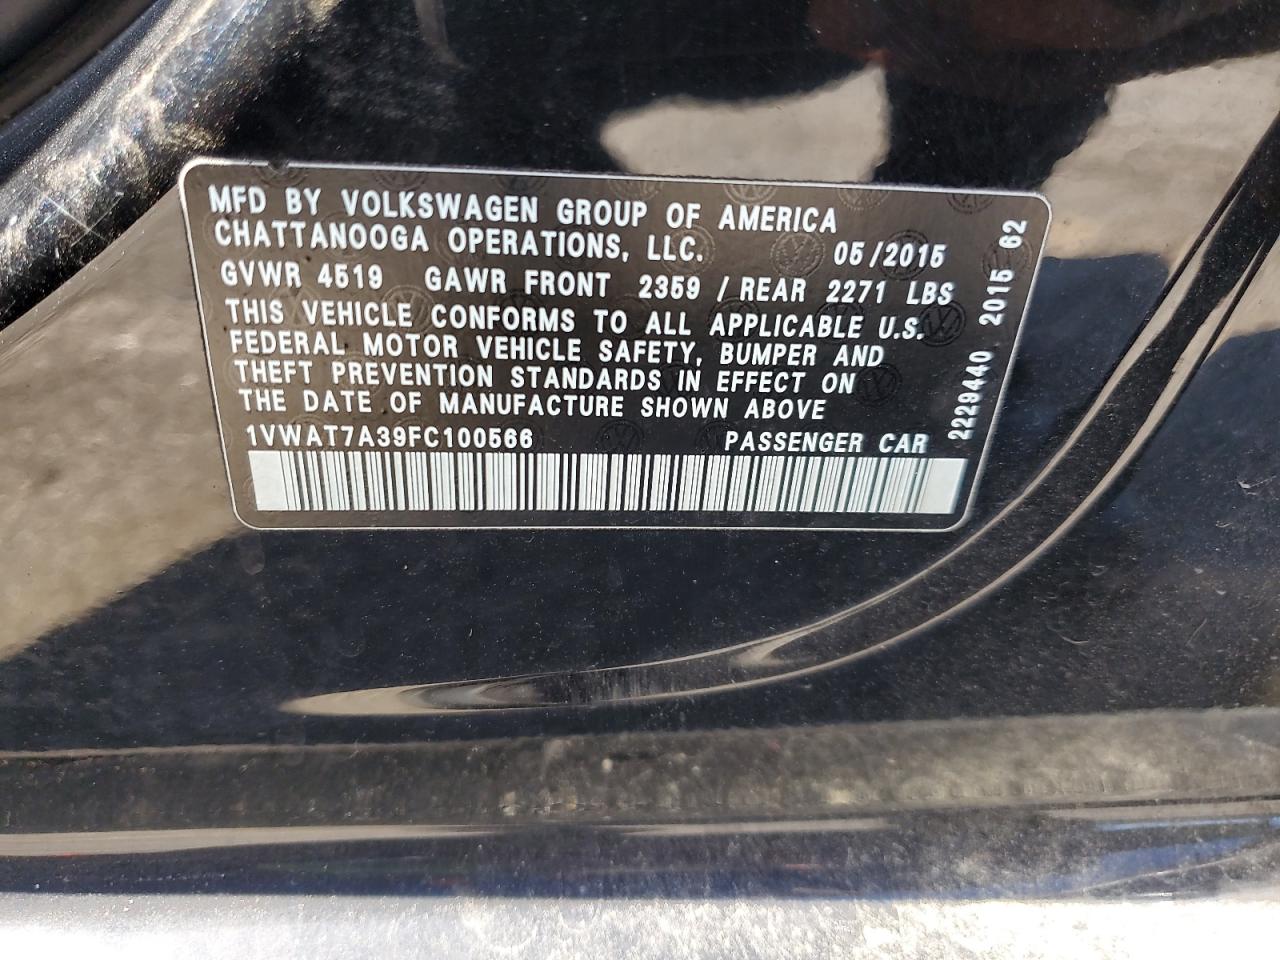 MFD BY VOLKSWAGEN GROUP OF AMERICA
CHATTANOOGA OPERATIONS, LLC. 05/2015
GVWR 4519 GAWR FRONT 2359 / REAR 2271 LBS
THIS VEHICLE CONFORMS TO ALL APPLICABLE U.S.
FEDERAL MOTOR VEHICLE SAFETY, BUMPER AND
THEFT PREVENTION STANDARDS IN EFFECT ON
THE DATE OF MANUFACTURE SHOWN ABOVE
1VWAT7A39FC100566 PASSENGER CAR
2229440 2015 62